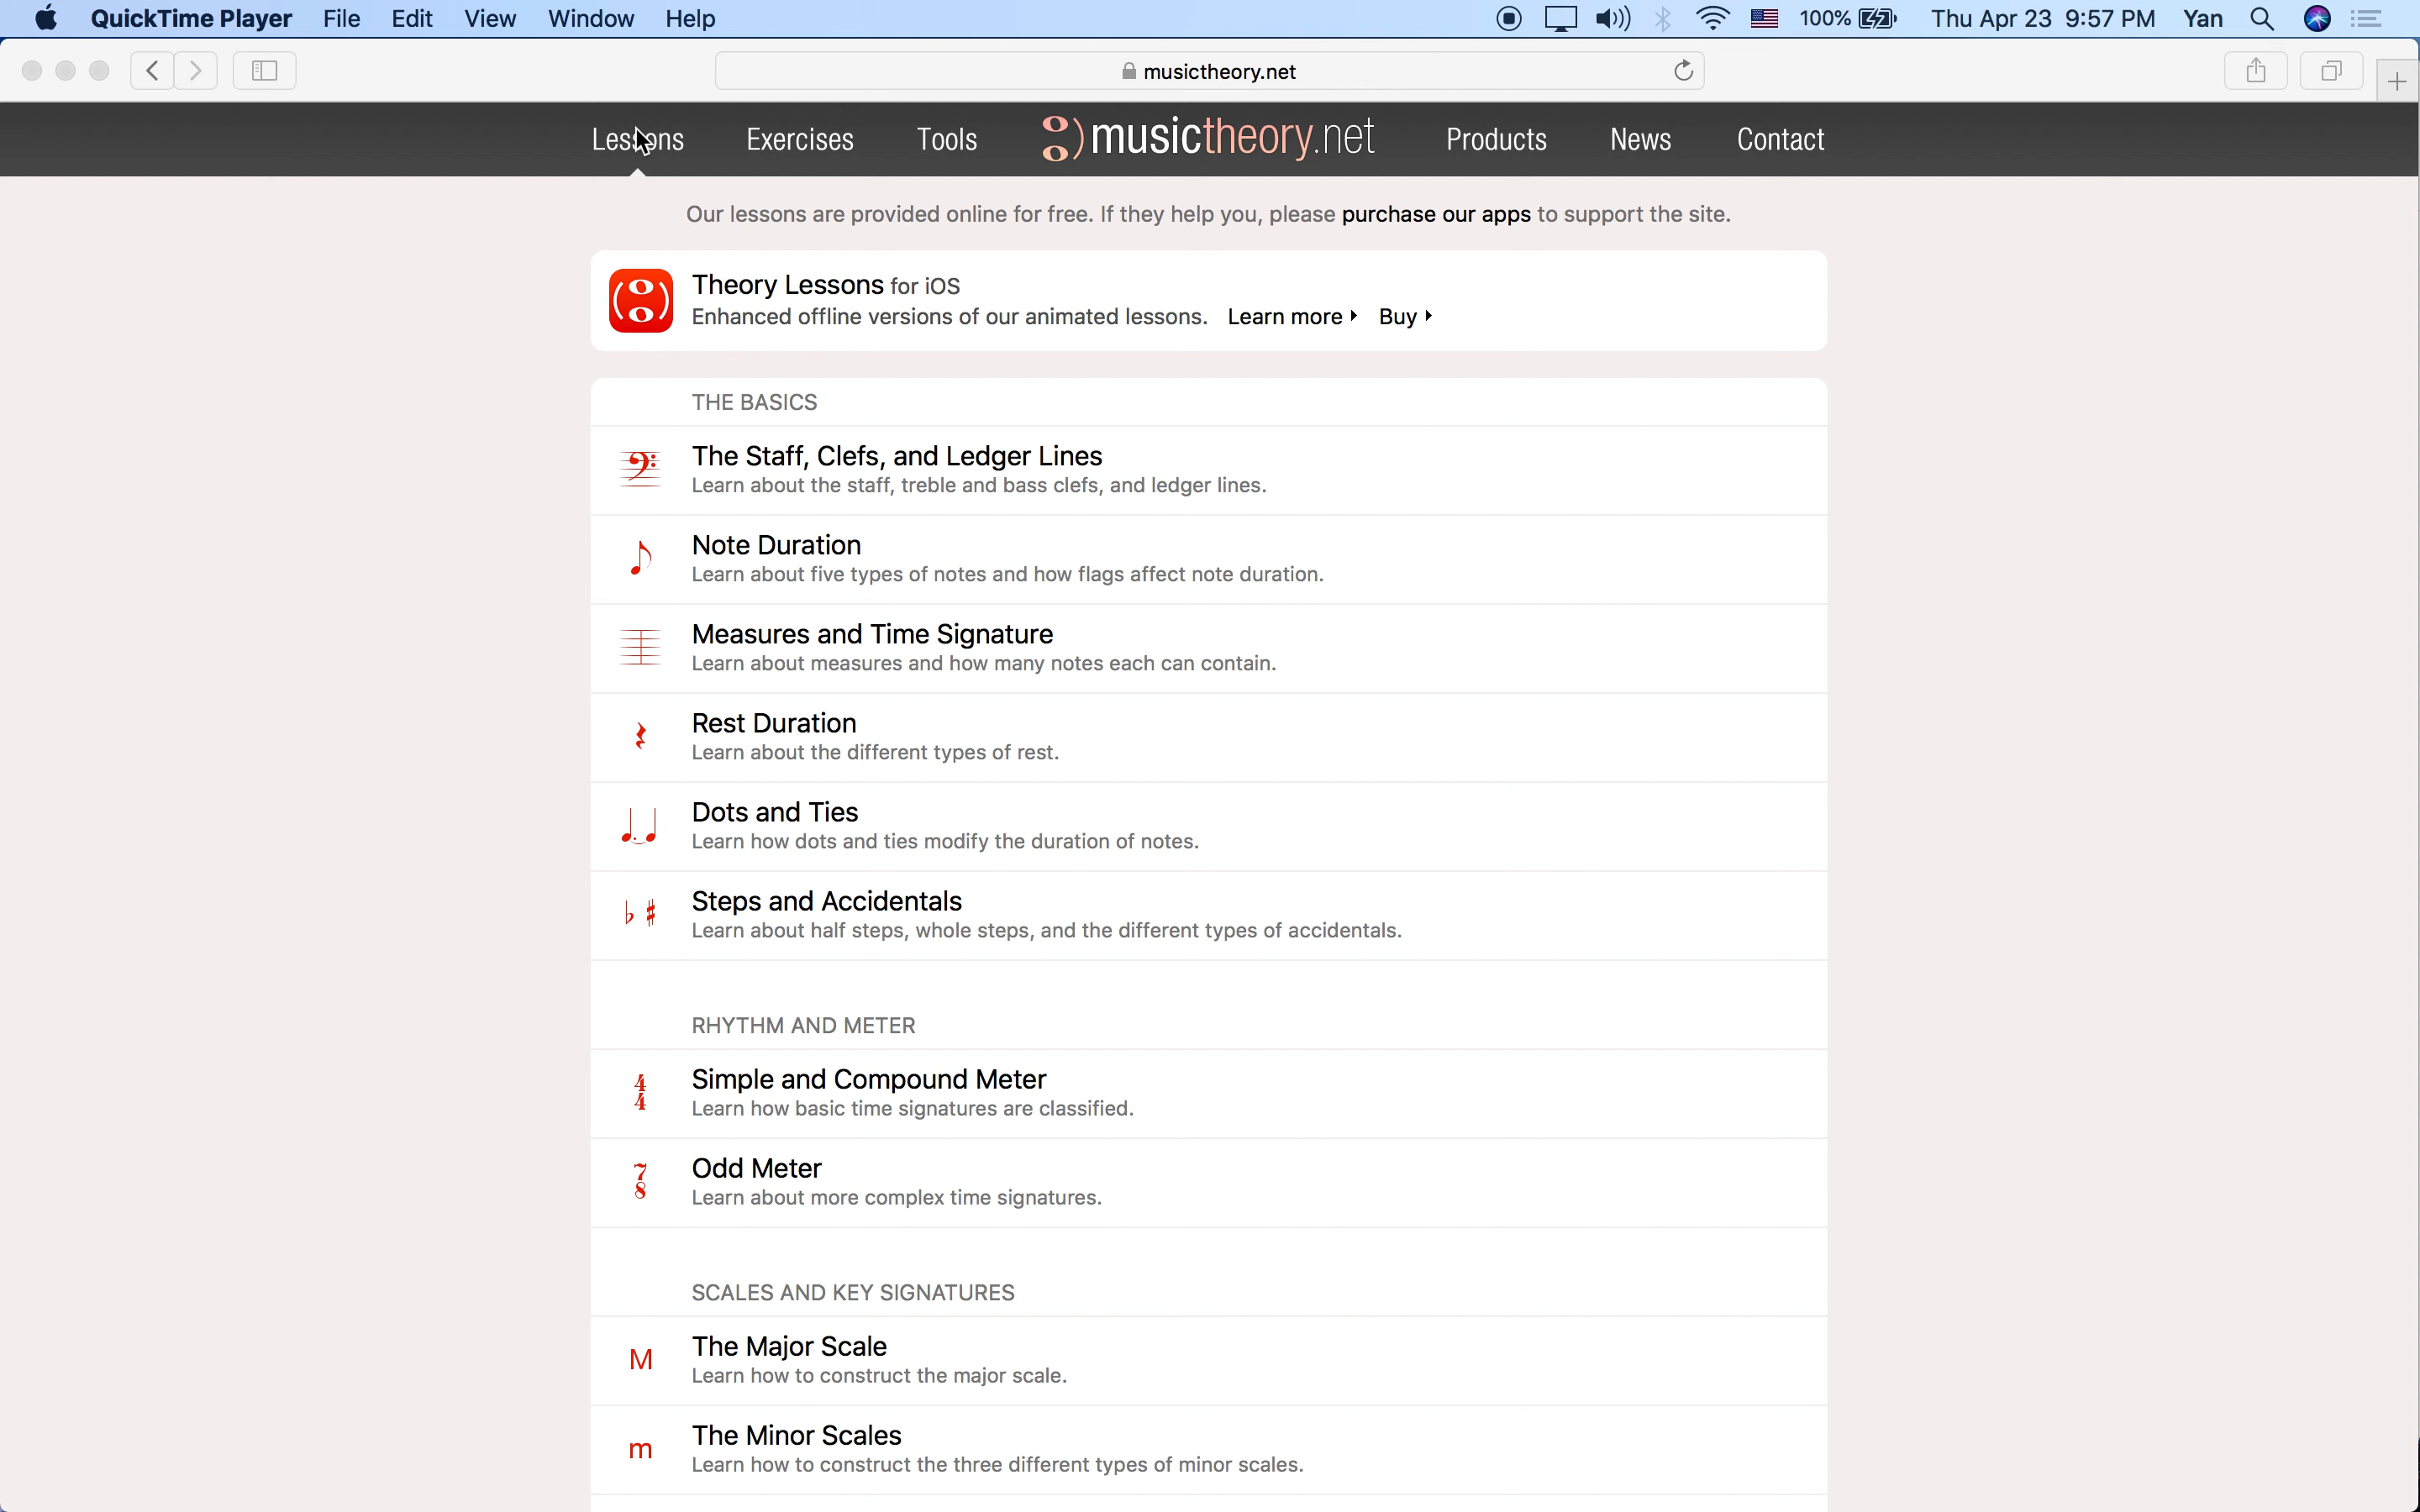 QuickTime Player File Edit View Window Help 100% Thu Apr 23 9:57 PM Yan
musictheory.net
Lessons Exercises Tools musictheory.net Products News Contact
Our lessons are provided online for free. If they help you, please purchase our apps to support the site.
Theory Lessons for iOS
Enhanced offline versions of our animated lessons. Learn more Buy
THE BASICS
The Staff, Clefs, and Ledger Lines
Learn about the staff, treble and bass clefs, and ledger lines.
Note Duration
Learn about five types of notes and how flags affect note duration.
Measures and Time Signature
Learn about measures and how many notes each can contain.
Rest Duration
Learn about the different types of rest.
Dots and Ties
Learn how dots and ties modify the duration of notes.
Steps and Accidentals
Learn about half steps, whole steps, and the different types of accidentals.
RHYTHM AND METER
4
4
Simple and Compound Meter
Learn how basic time signatures are classified.
7
8
Odd Meter
Learn about more complex time signatures.
SCALES AND KEY SIGNATURES
M
The Major Scale
Learn how to construct the major scale.
m
The Minor Scales
Learn how to construct the three different types of minor scales.